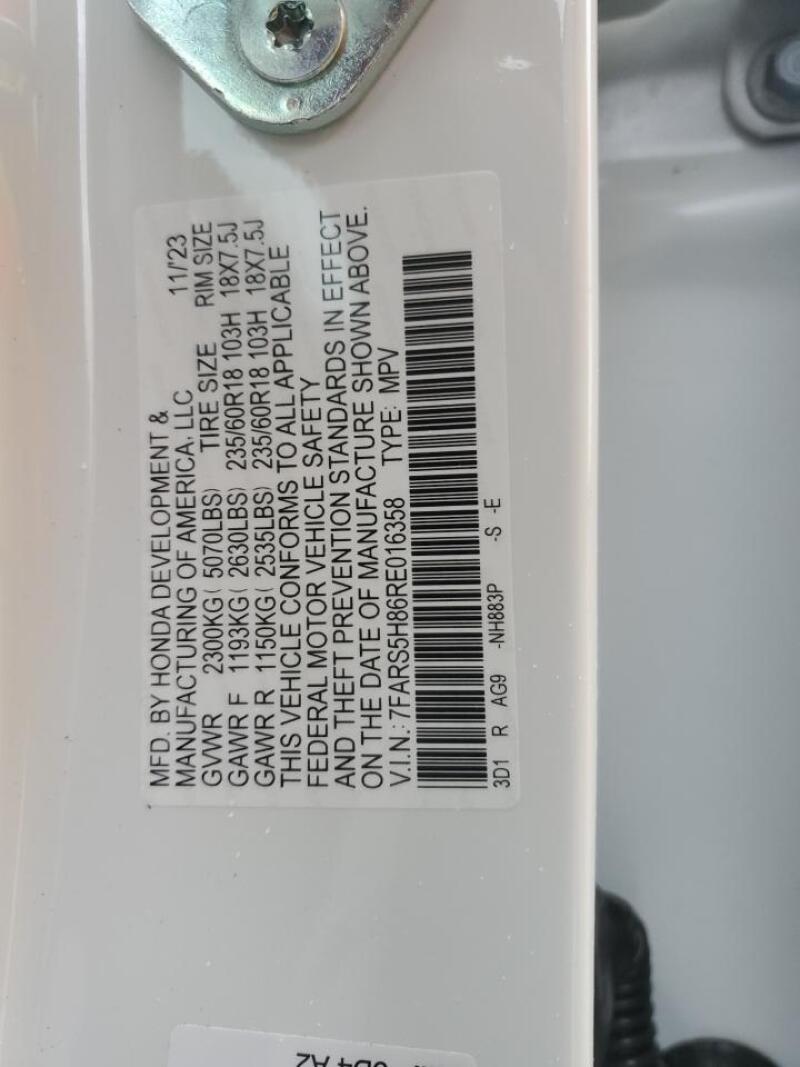 MFD. BY HONDA DEVELOPMENT &
MANUFACTURING OF AMERICA, LLC 11/'23
GVWR 2300KG( 5070LBS) TIRE SIZE RIM SIZE
GAWR F 1193KG( 2630LBS) 235/60R18 103H 18X7.5J
GAWR R 1150KG( 2535LBS) 235/60R18 103H 18X7.5J
THIS VEHICLE CONFORMS TO ALL APPLICABLE
FEDERAL MOTOR VEHICLE SAFETY
AND THEFT PREVENTION STANDARDS IN EFFECT
ON THE DATE OF MANUFACTURE SHOWN ABOVE.
V.I.N.: 7FARS5H86RE016358 TYPE: MPV
3D1 R AG9 -NH883P -S -E